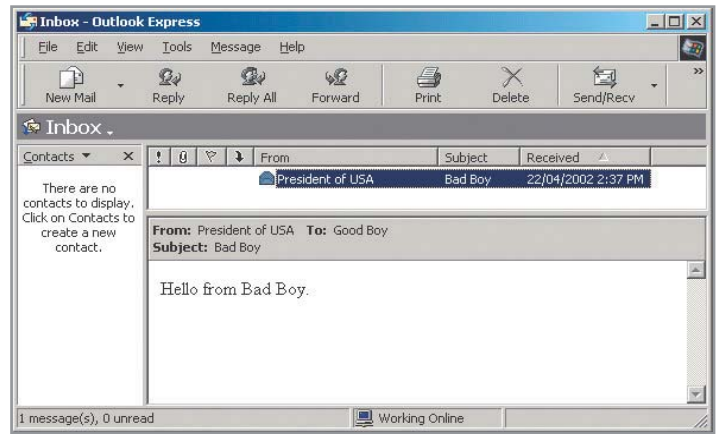 Inbox - Outlook Express
File Edit View Tools Message Help
New Mail Reply Reply All Forward Print Delete Send/Recv »
Inbox
Contacts ▼ X
There are no
contacts to display.
Click on Contacts to
create a new
contact.
! From Subject Received
President of USA Bad Boy 22/04/2002 2:37 PM
From: President of USA To: Good Boy
Subject: Bad Boy
Hello from Bad Boy.
1 message(s), 0 unread Working Online